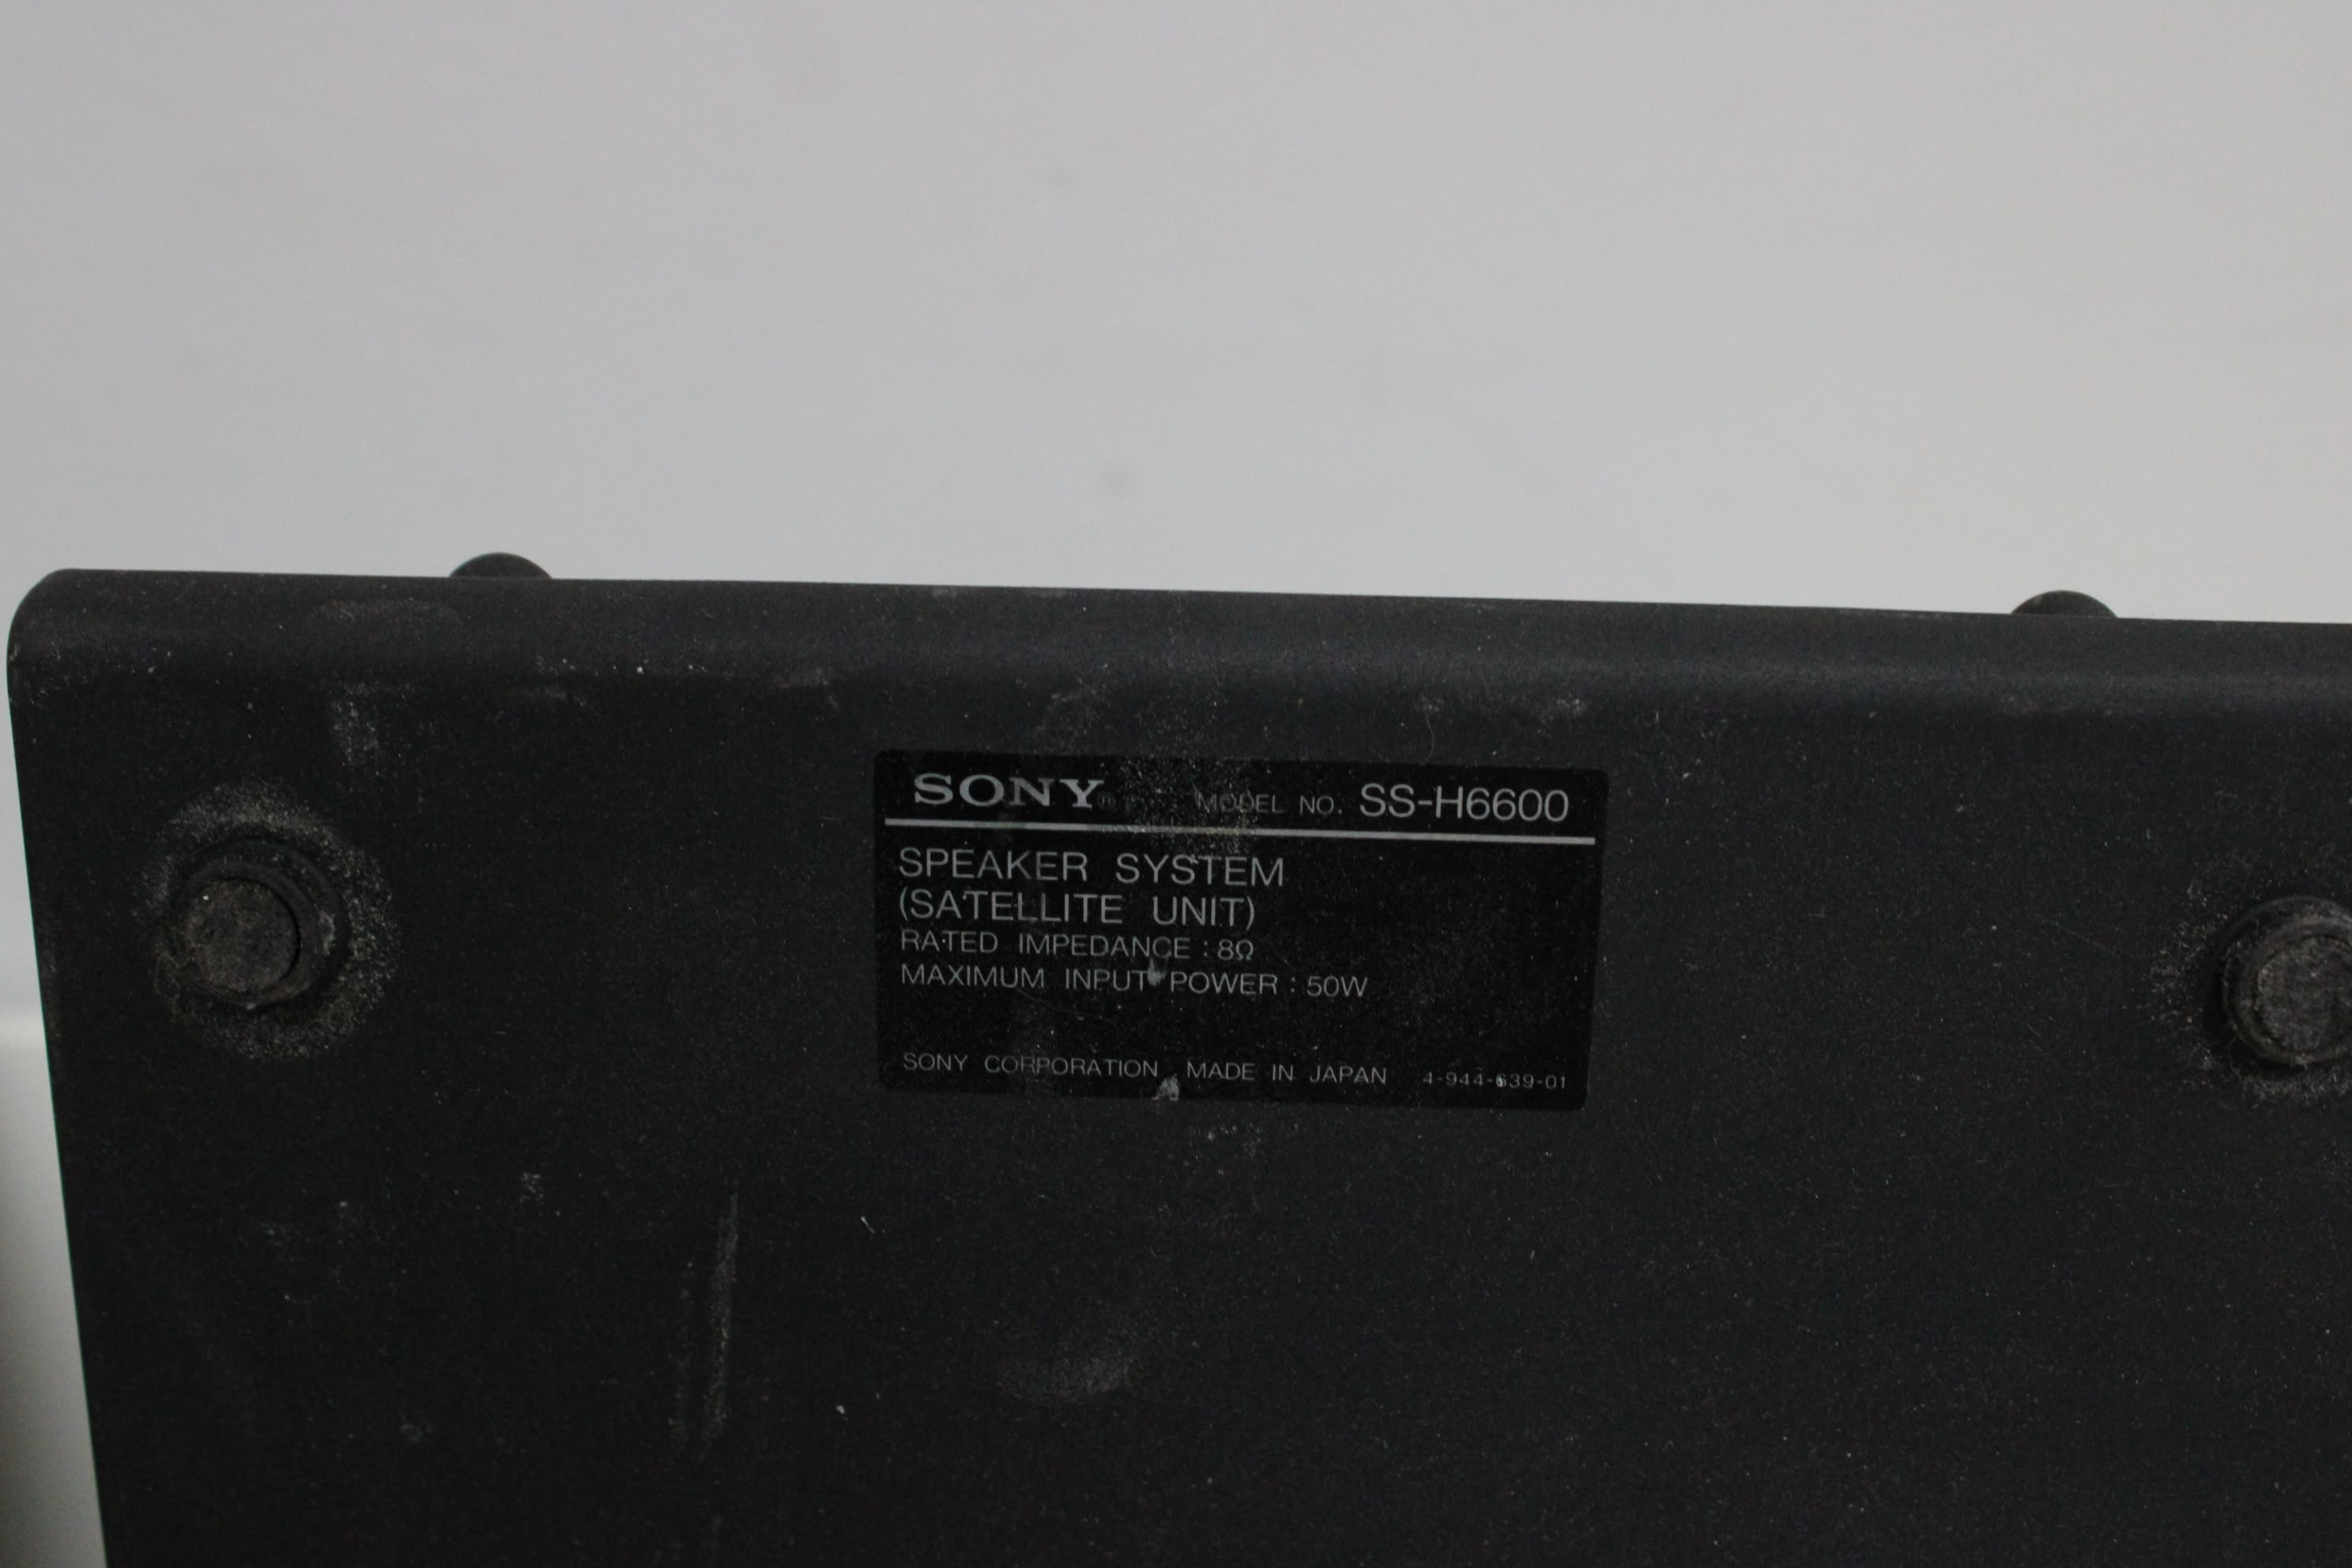 SONY® MODEL NO. SS-H6600
SPEAKER SYSTEM
(SATELLITE UNIT)
RATED IMPEDANCE : 8Ω
MAXIMUM INPUT POWER : 50W
SONY CORPORATION MADE IN JAPAN 4-944-639-01